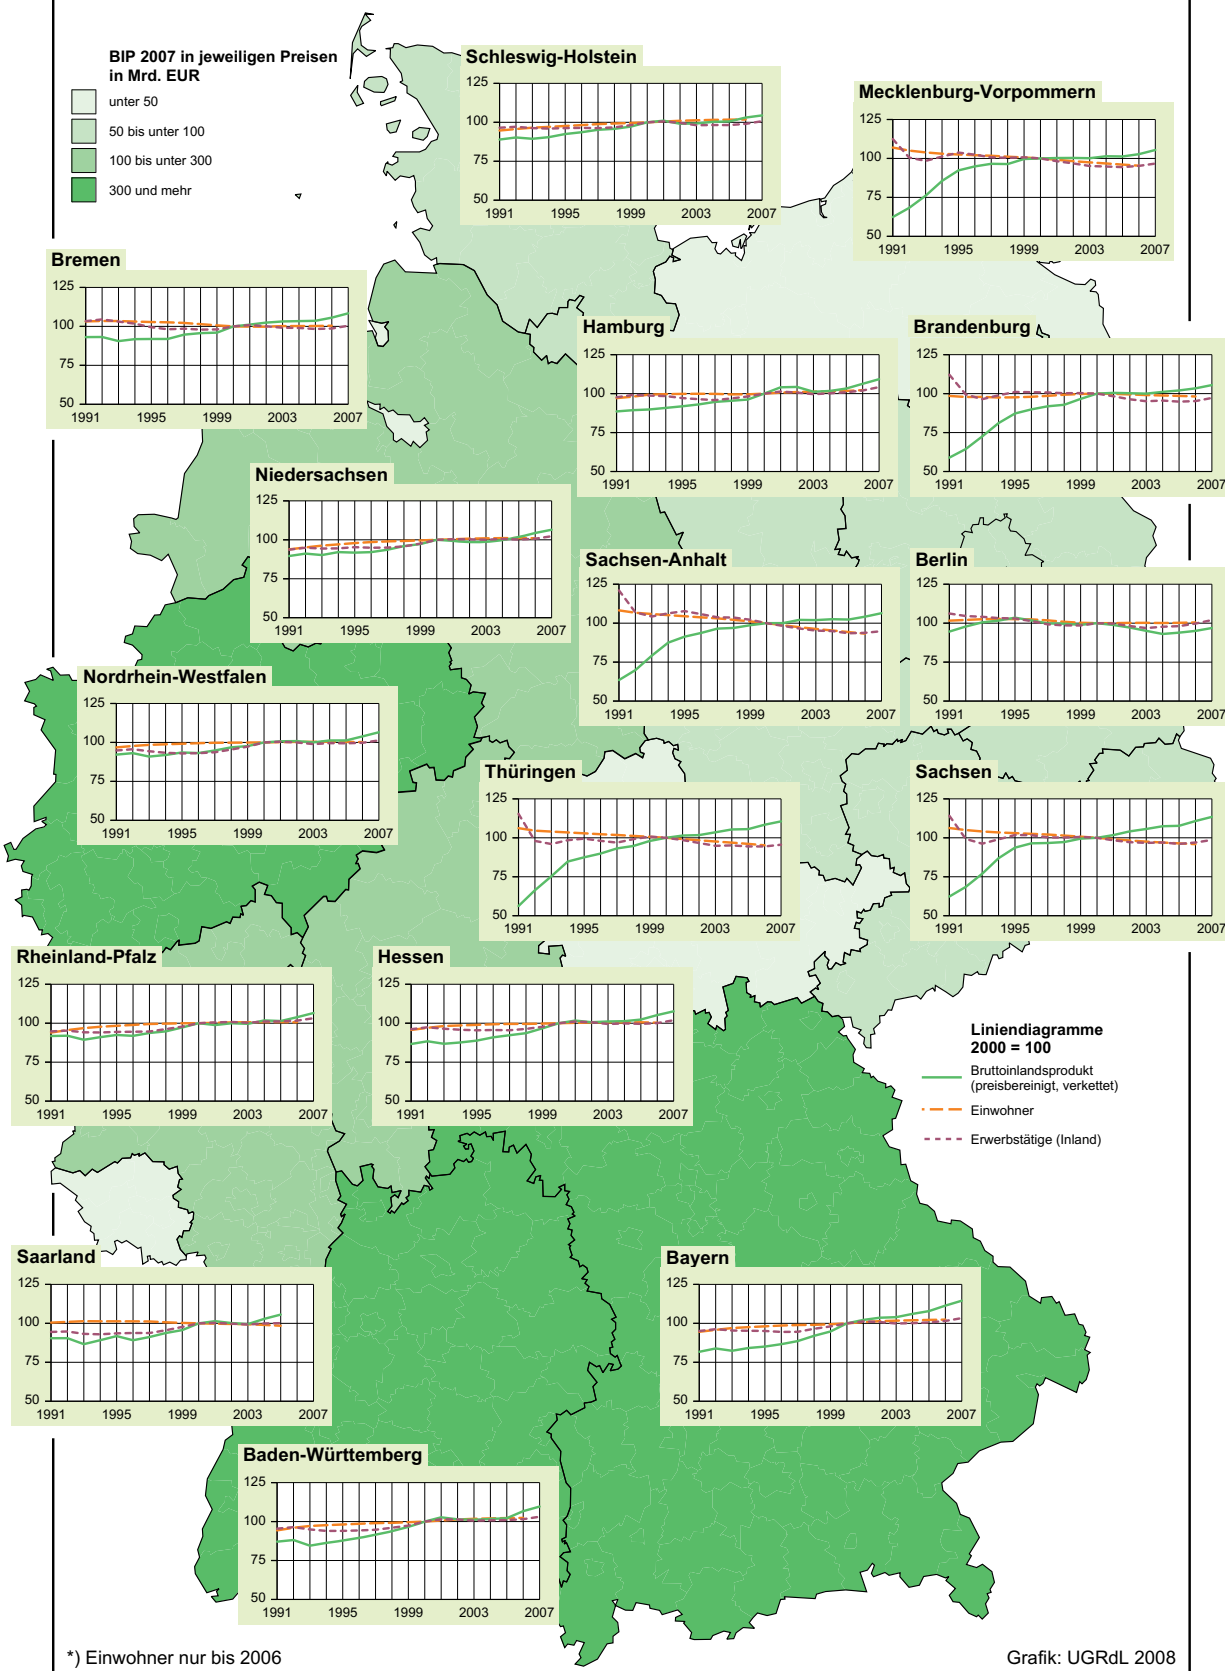 BIP 2007 in jeweiligen Preisen
in Mrd. EUR
unter 50
50 bis unter 100
100 bis unter 300
300 und mehr
Schleswig-Holstein
125
100
75
50
1991 1995 1999 2003 2007
Mecklenburg-Vorpommern
125
100
75
50
1991 1995 1999 2003 2007
Bremen
125
100
75
50
1991 1995 1999 2003 2007
Hamburg
125
100
75
50
1991 1995 1999 2003 2007
Brandenburg
125
100
75
50
1991 1995 1999 2003 2007
Niedersachsen
125
100
75
50
1991 1995 1999 2003 2007
Sachsen-Anhalt
125
100
75
50
1991 1995 1999 2003 2007
Berlin
125
100
75
50
1991 1995 1999 2003 2007
Nordrhein-Westfalen
125
100
75
50
1991 1995 1999 2003 2007
Thüringen
125
100
75
50
1991 1995 1999 2003 2007
Sachsen
125
100
75
50
1991 1995 1999 2003 2007
Rheinland-Pfalz
125
100
75
50
1991 1995 1999 2003 2007
Hessen
125
100
75
50
1991 1995 1999 2003 2007
Liniendiagramme
2000 = 100
Bruttoinlandsprodukt
(preisbereinigt, verkettet)
Einwohner
Erwerbstätige (Inland)
Saarland
125
100
75
50
1991 1995 1999 2003 2007
Bayern
125
100
75
50
1991 1995 1999 2003 2007
Baden-Württemberg
125
100
75
50
1991 1995 1999 2003 2007
*) Einwohner nur bis 2006
Grafik: UGRdL 2008